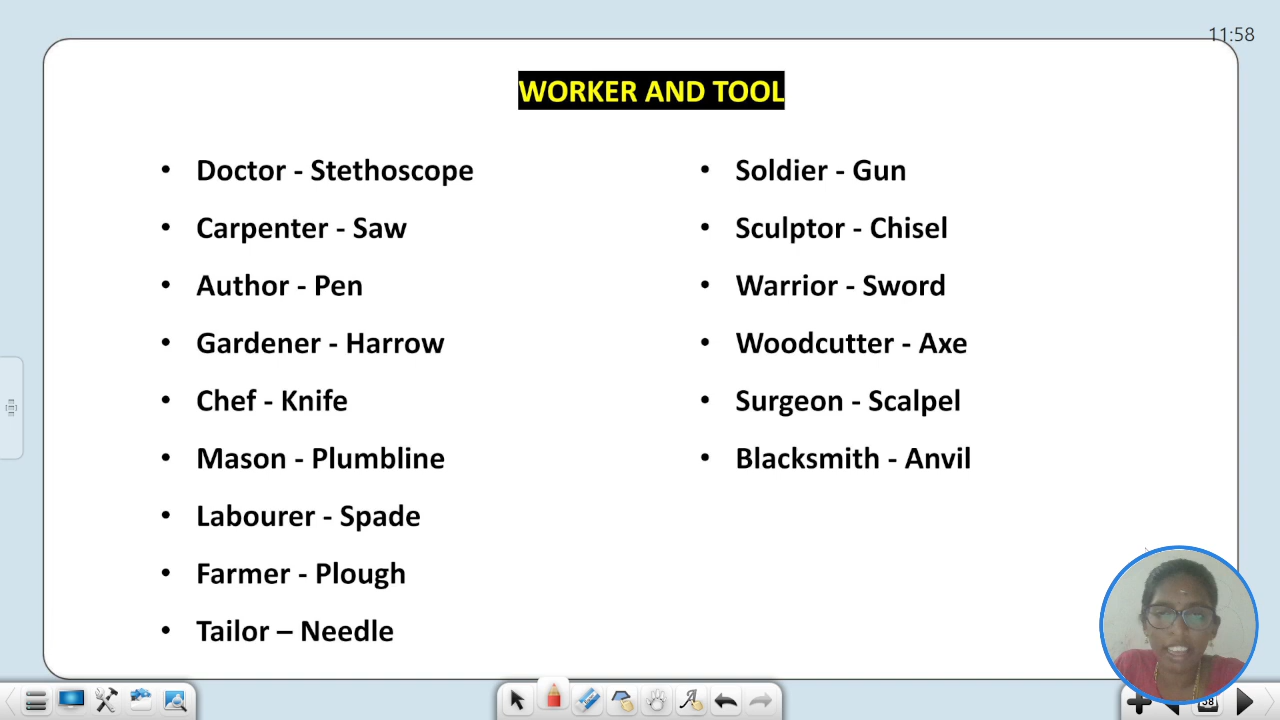 11:58
WORKER AND TOOL
• Doctor - Stethoscope
• Carpenter - Saw
• Author - Pen
• Gardener - Harrow
• Chef - Knife
• Mason - Plumbline
• Labourer - Spade
• Farmer - Plough
• Tailor – Needle
• Soldier - Gun
• Sculptor - Chisel
• Warrior - Sword
• Woodcutter - Axe
• Surgeon - Scalpel
• Blacksmith - Anvil